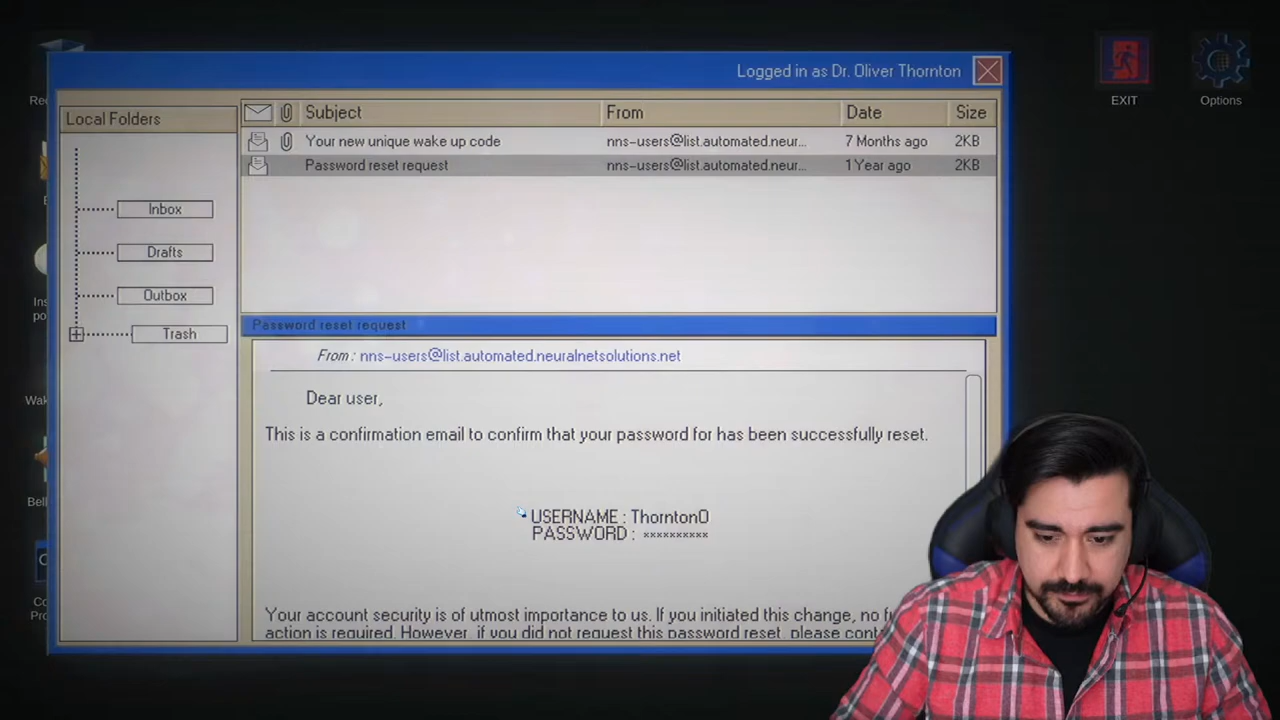 Logged in as Dr. Oliver Thornton
EXIT
Options
Local Folders
Subject From Date Size
Your new unique wake up code nns-users@list.automated.neur... 7 Months ago 2KB
Password reset request nns-users@list.automated.neur... 1 Year ago 2KB
Inbox
Drafts
Outbox
Trash
Password reset request
From: nns-users@list.automated.neuralnetsolutions.net
Dear user,
This is a confirmation email to confirm that your password for has been successfully reset.
USERNAME : ThorntonO
PASSWORD : **********
Your account security is of utmost importance to us. If you initiated this change, no
action is required. However, if you did not request this password reset, please